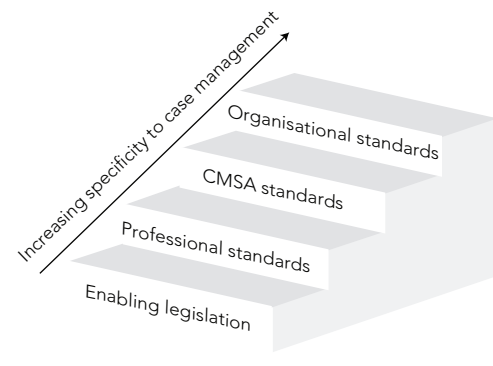 Increasing specificity to case management
Organisational standards
CMSA standards
Professional standards
Enabling legislation